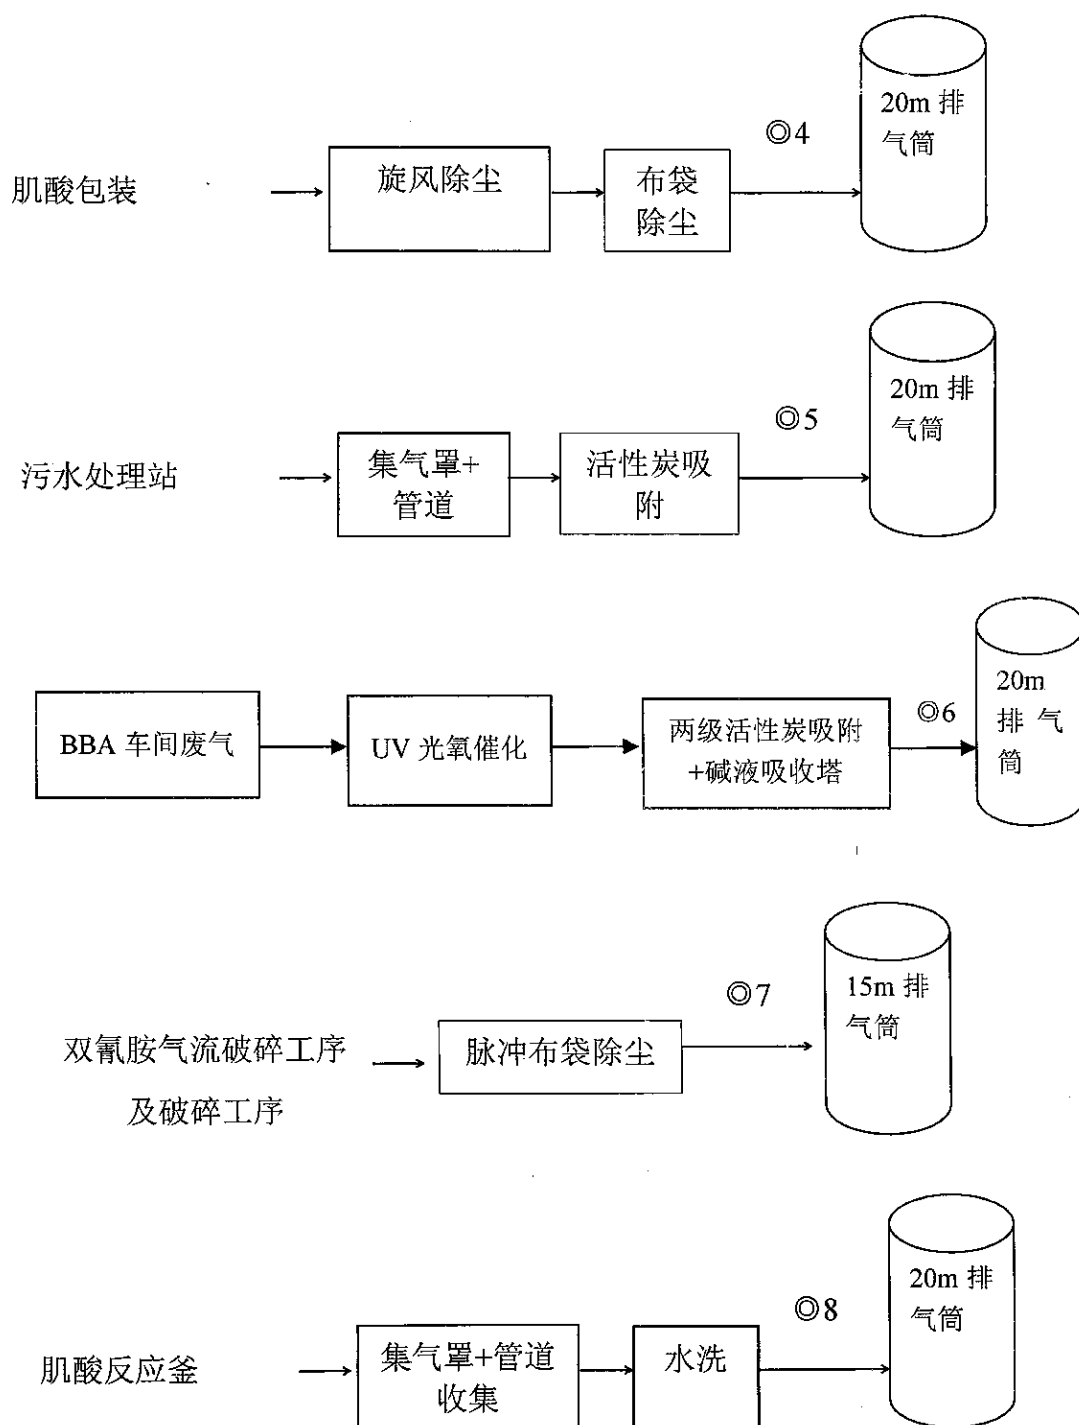 肌酸包装
旋风除尘
布袋
除尘
◎4
20m 排
气筒
污水处理站
集气罩+
管道
活性炭吸
附
◎5
20m 排
气筒
BBA 车间废气
UV 光氧催化
两级活性炭吸附
+碱液吸收塔
◎6
20m
排 气
筒
双氰胺气流破碎工序
及破碎工序
脉冲布袋除尘
◎7
15m 排
气筒
肌酸反应釜
集气罩+管道
收集
水洗
◎8
20m 排
气筒